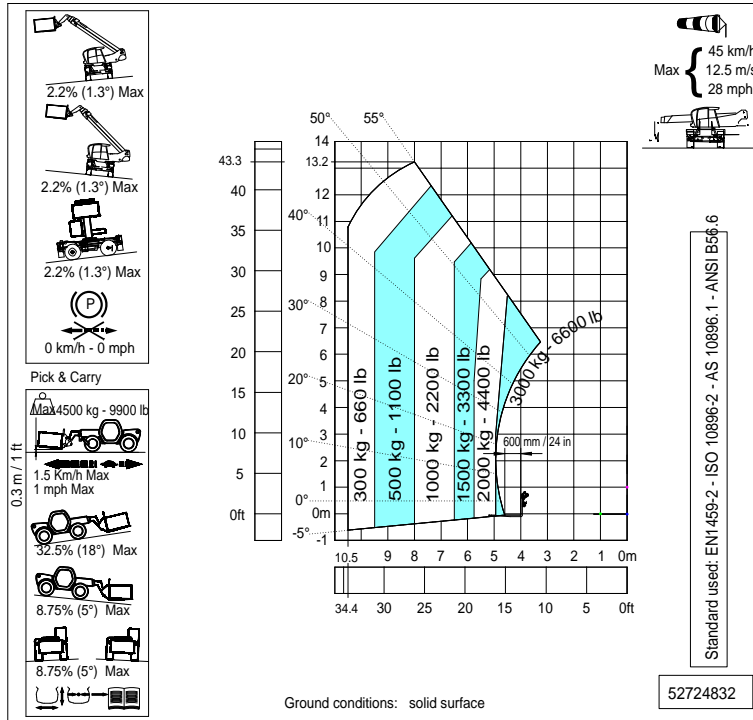 2.2% (1.3°) Max
2.2% (1.3°) Max
2.2% (1.3°) Max
P
0 km/h - 0 mph
Pick & Carry
0.3 m / 1 ft
Max4500 kg - 9900 lb
1.5 Km/h Max
1 mph Max
32.5% (18°) Max
8.75% (5°) Max
8.75% (5°) Max
50° 55°
40°
30°
20°
10°
0°
-5°
43.3
40
35
30
25
20
15
10
5
0ft
14
13.2
12
11
10
9
8
7
6
5
4
3
2
1
0m
-1
300 kg - 660 lb
500 kg - 1100 lb
1000 kg - 2200 lb
1500 kg - 3300 lb
2000 kg - 4400 lb
3000 kg - 6600 lb
600 mm / 24 in
10.5 9 8 7 6 5 4 3 2 1 0m
34.4 30 25 20 15 10 5 0ft
Ground conditions: solid surface
Max { 45 km/h
12.5 m/s
28 mph
Standard used: EN1459-2 - ISO 10896-2 - AS 10896.1 - ANSI B56.6
52724832